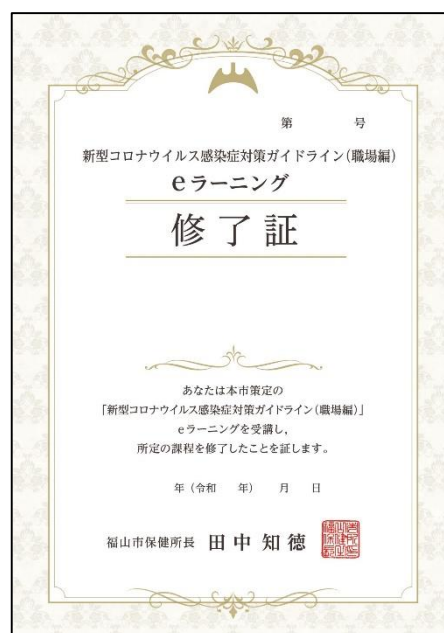 第　　　号
新型コロナウイルス感染症対策ガイドライン(職場編)
eラーニング
修了証
あなたは本市策定の
「新型コロナウイルス感染症対策ガイドライン(職場編)」
eラーニングを受講し，
所定の課程を修了したことを証します。
年(令和　　年)　　月　　日
福山市保健所長　田中知徳